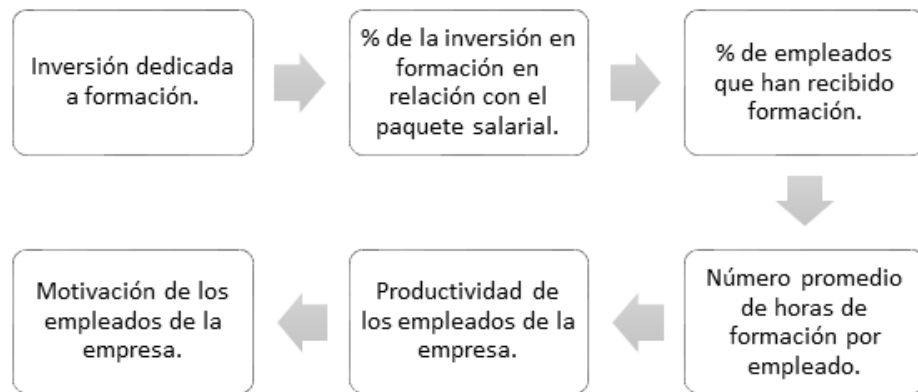 Inversión dedicada
a formación.
% de la inversión en
formación en
relación con el
paquete salarial.
% de empleados
que han recibido
formación.
Número promedio
de horas de
formación por
empleado.
Productividad de
los empleados de la
empresa.
Motivación de los
empleados de la
empresa.